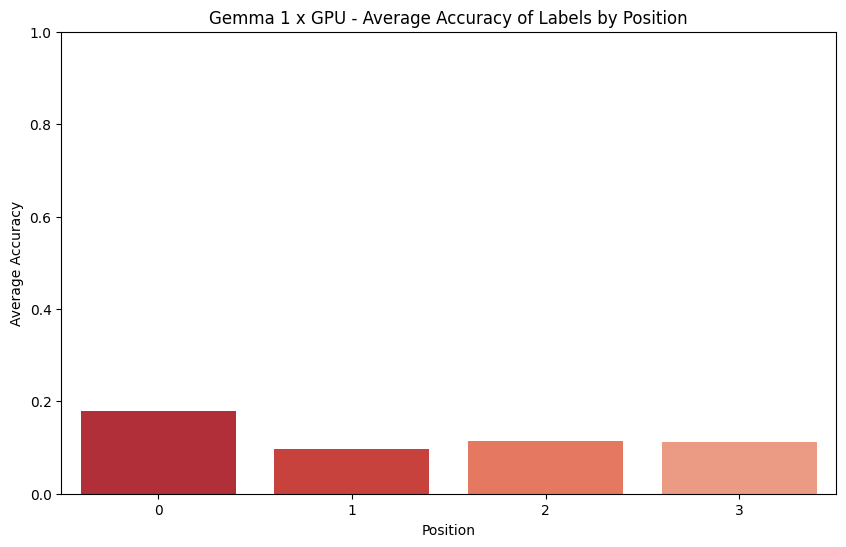 Gemma 1 x GPU - Average Accuracy of Labels by Position
1.0
0.8
0.6
0.4
0.2
0.0
Average Accuracy
0 1 2 3
Position